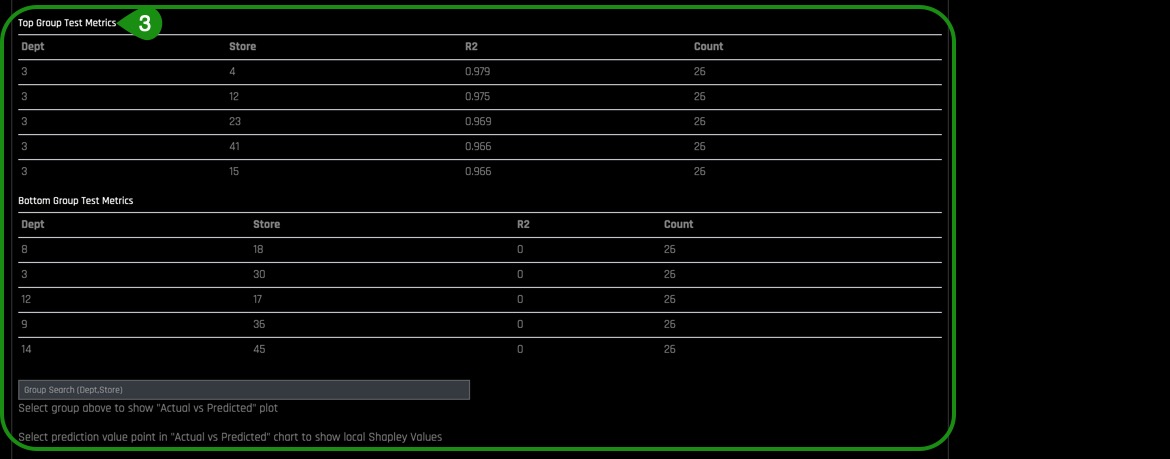 Top Group Test Metrics 3
Dept Store R2 Count
3 4 0.979 26
3 12 0.975 26
3 23 0.969 26
3 41 0.966 26
3 15 0.966 26
Bottom Group Test Metrics
Dept Store R2 Count
8 18 0 26
3 30 0 26
12 17 0 26
9 36 0 26
14 45 0 26
Group Search (Dept,Store)
Select group above to show "Actual vs Predicted" plot
Select prediction value point in "Actual vs Predicted" chart to show local Shapley Values